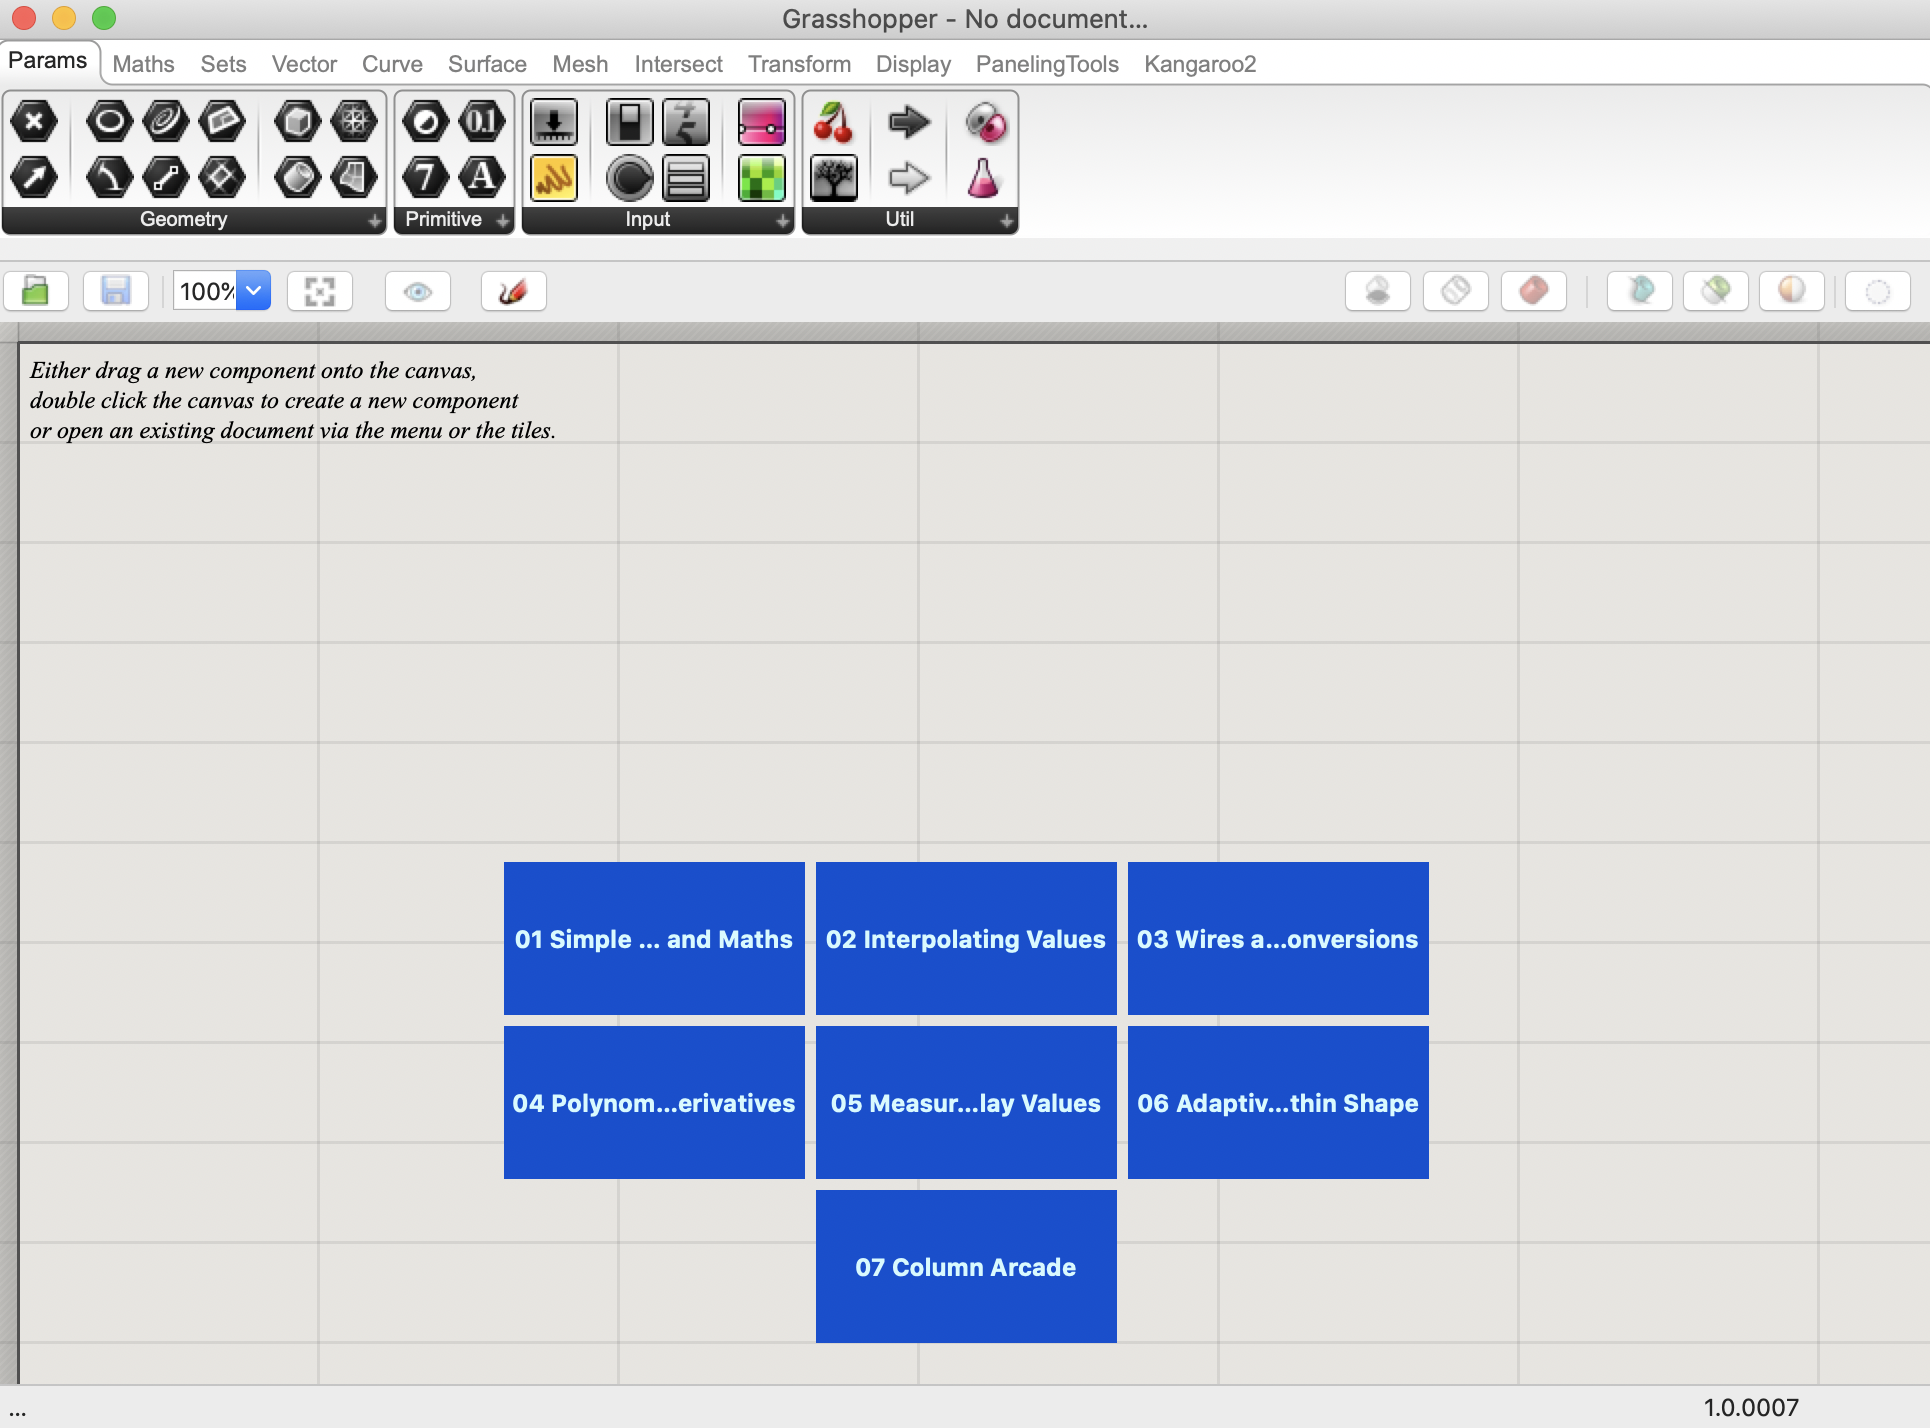 Grasshopper - No document...
Params Maths Sets Vector Curve Surface Mesh Intersect Transform Display PanelingTools Kangaroo2
0.1
4
7 A 5
Geometry Primitive Input Util
100%
Either drag a new component onto the canvas,
double click the canvas to create a new component
or open an existing document via the menu or the tiles.
01 Simple ... and Maths 02 Interpolating Values 03 Wires a...onversions
04 Polynom...erivatives 05 Measur...lay Values 06 Adaptiv...thin Shape
07 Column Arcade
... 1.0.0007